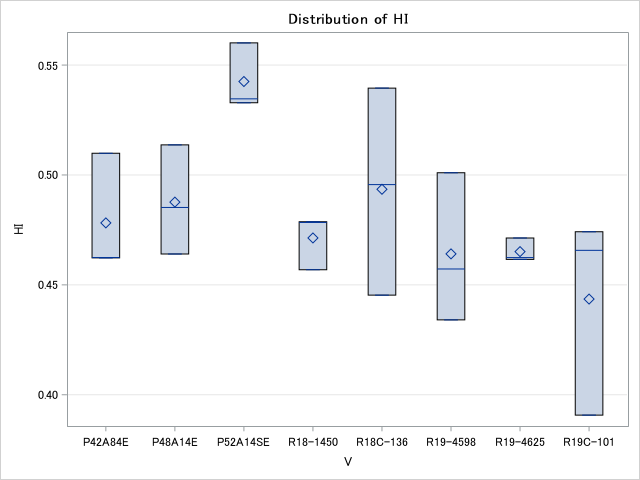 Distribution of HI
0.55
0.50
0.45
0.40
HI
P42A84E P48A14E P52A14SE R18-1450 R18C-136 R19-4598 R19-4625 R19C-101
V